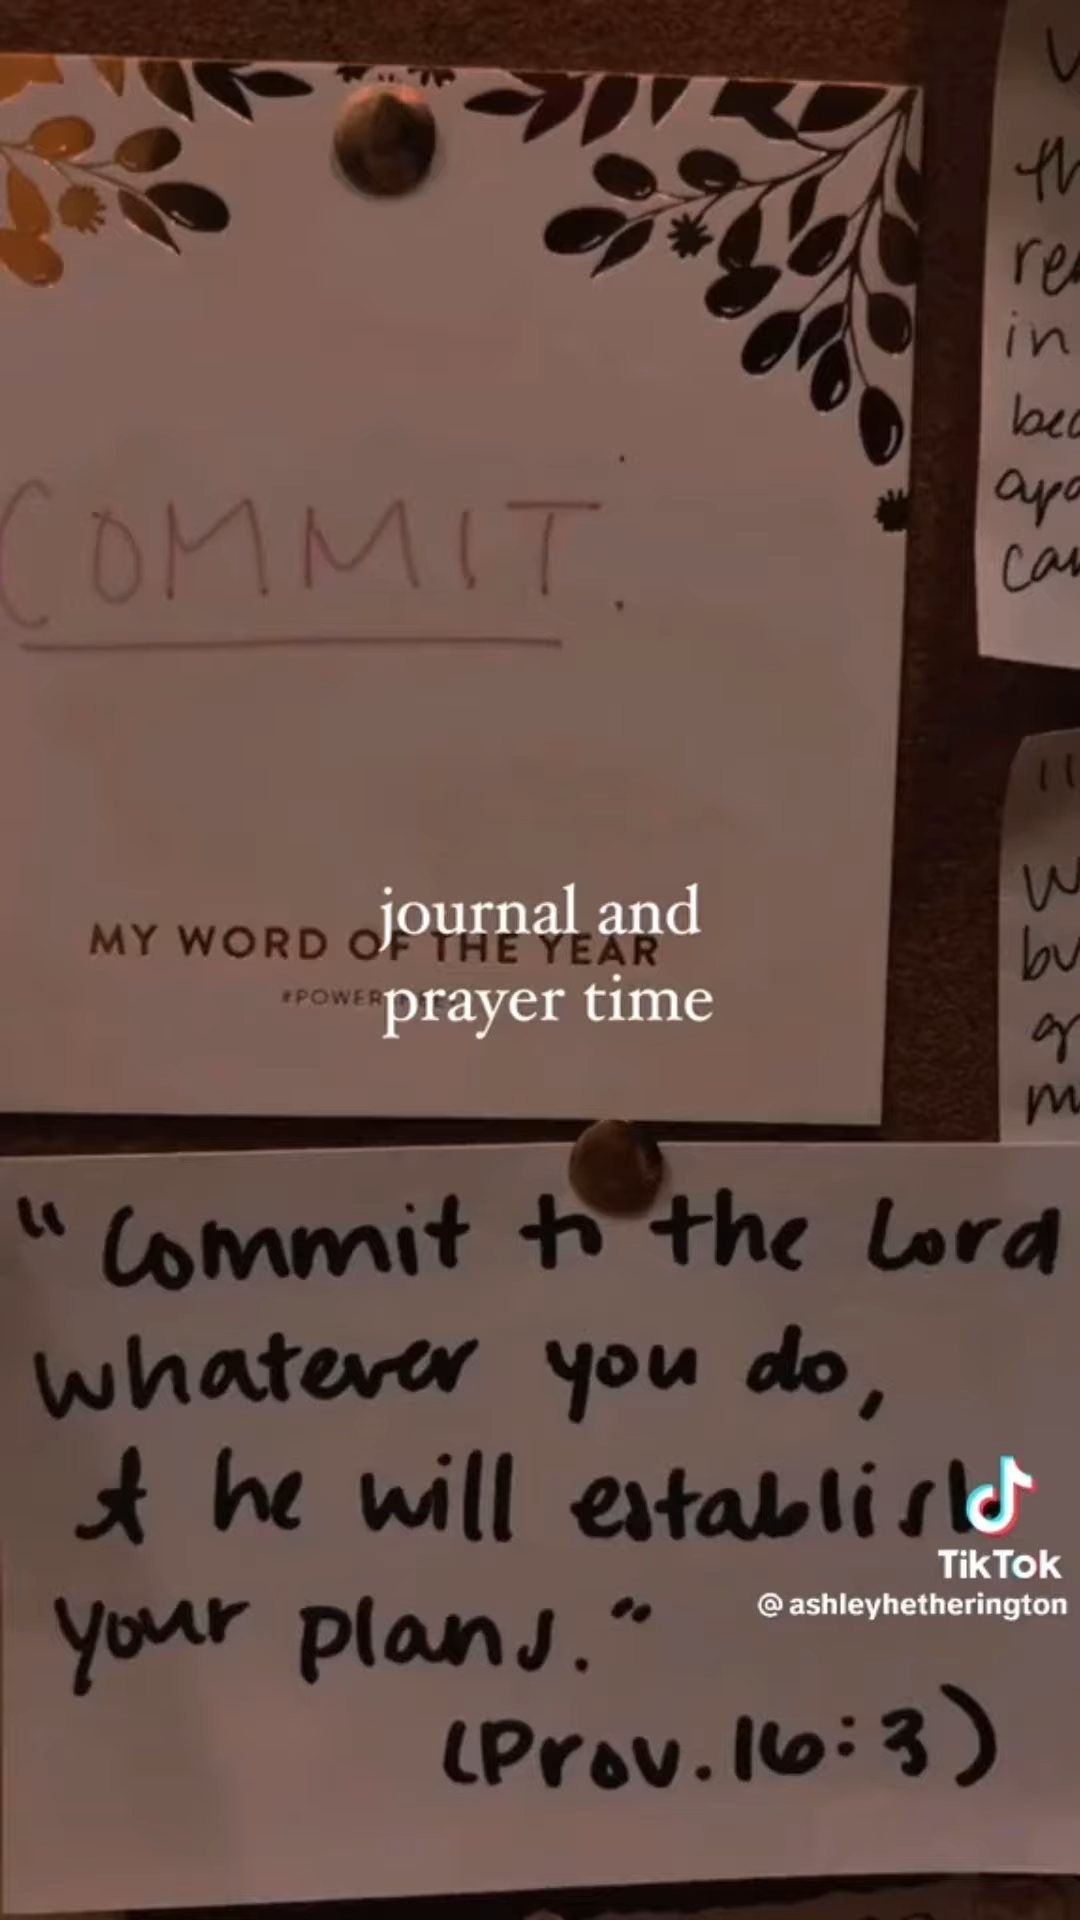 COMMIT.
journal and
prayer time
MY WORD OF THE YEAR
"Commit to the Lord
whatever you do,
& he will establish
your plans."
(Prov. 16:3)
in
TikTok
@ashleyhetherington